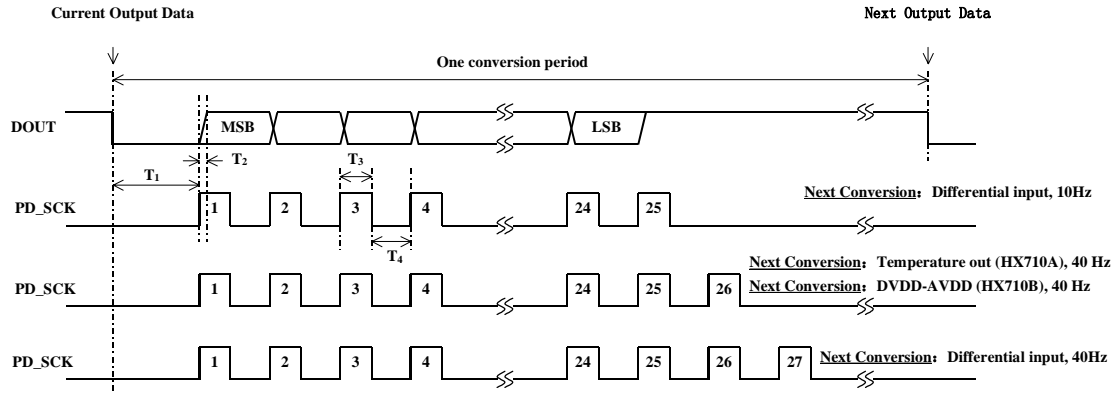 Current Output Data
Next Output Data
One conversion period
DOUT
MSB
LSB
T2
T3
T1
Next Conversion: Differential input, 10Hz
PD_SCK
1 2 3 4 24 25
T4
Next Conversion: Temperature out (HX710A), 40 Hz
PD_SCK
1 2 3 4 24 25 26
Next Conversion: DVDD-AVDD (HX710B), 40 Hz
PD_SCK
1 2 3 4 24 25 26 27
Next Conversion: Differential input, 40Hz